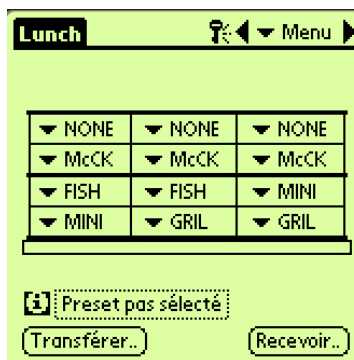 Lunch Menu
NONE NONE NONE
McCK McCK McCK
FISH FISH MINI
MINI GRIL GRIL
Preset pas sélecté
Transférer.. Recevoir..